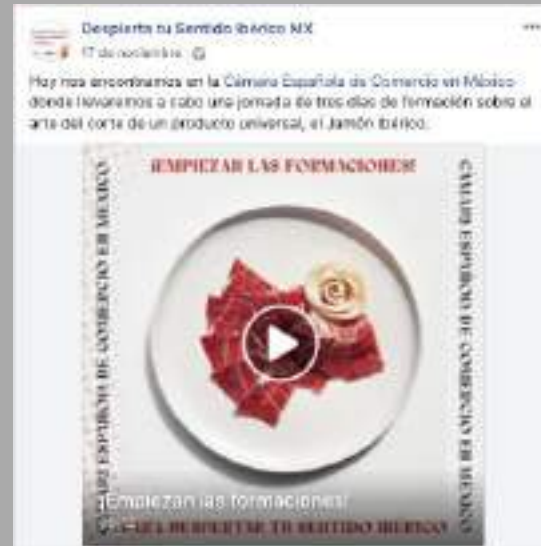 Despierta tu Sentido Ibérico MX
17 de noviembre
Hoy nos encontramos en la Cámara Española de Comercio en México
donde llevaremos a cabo una jornada de tres días de formación sobre el
arte del corte de un producto universal, el Jamón Ibérico.
¡EMPIEZAN LAS FORMACIONES!
CÁMARA ESPAÑOLA DE COMERCIO EN MÉXICO
CÁMARA ESPAÑOLA DE COMERCIO EN MÉXICO
¡Empiezan las formaciones!
PARA DESPERTAR TU SENTIDO IBÉRICO